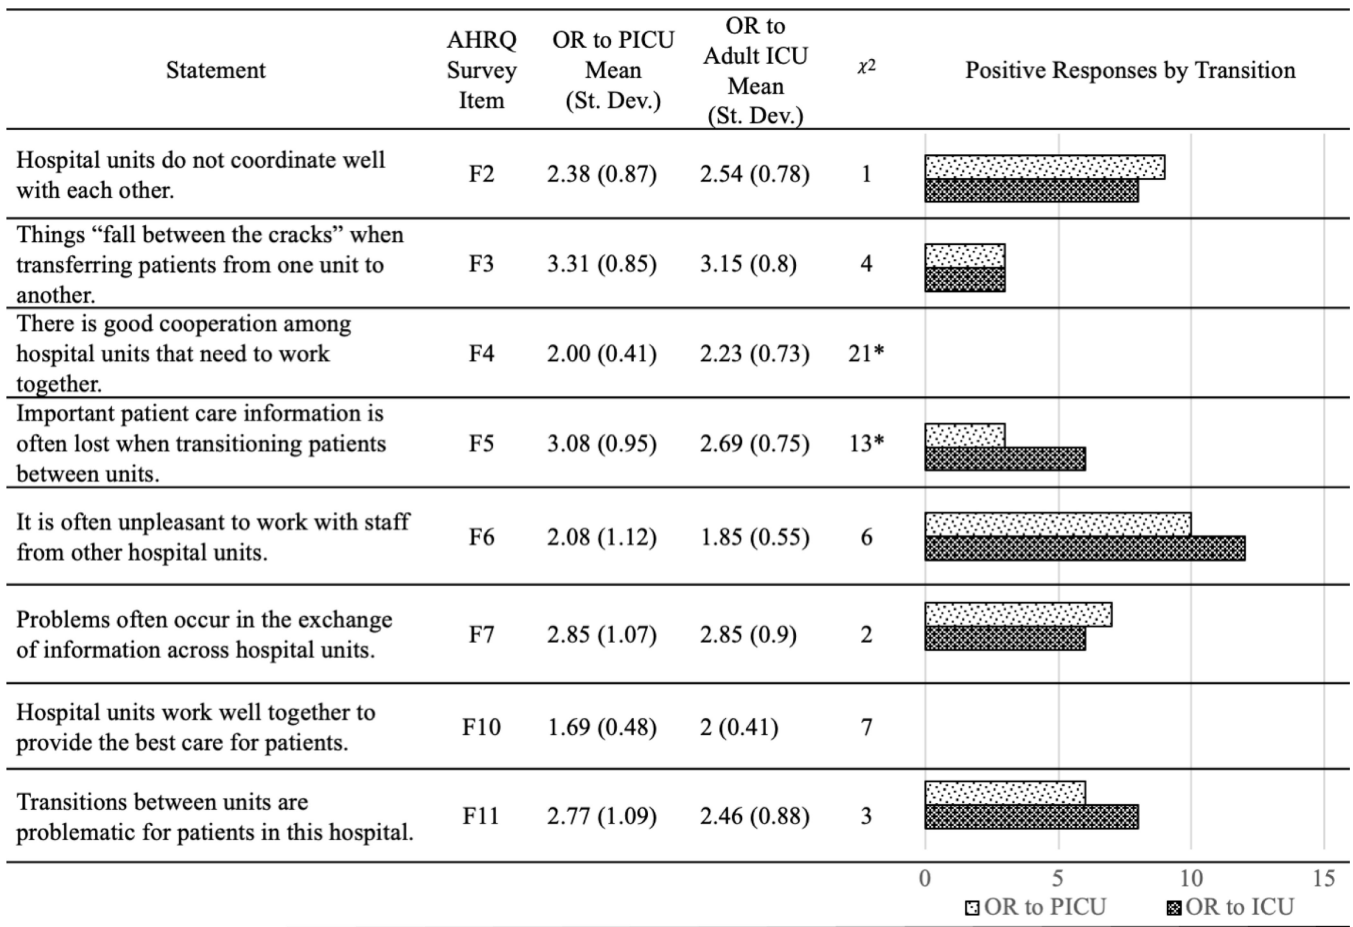 Statement
AHRQ
Survey
Item
OR to PICU
Mean
(St. Dev.)
OR to
Adult ICU
Mean
(St. Dev.)
χ2
Positive Responses by Transition
Hospital units do not coordinate well
with each other.
F2 2.38 (0.87) 2.54 (0.78) 1
Things “fall between the cracks” when
transferring patients from one unit to
another.
F3 3.31 (0.85) 3.15 (0.8) 4
There is good cooperation among
hospital units that need to work
together.
F4 2.00 (0.41) 2.23 (0.73) 21*
Important patient care information is
often lost when transitioning patients
between units.
F5 3.08 (0.95) 2.69 (0.75) 13*
It is often unpleasant to work with staff
from other hospital units.
F6 2.08 (1.12) 1.85 (0.55) 6
Problems often occur in the exchange
of information across hospital units.
F7 2.85 (1.07) 2.85 (0.9) 2
Hospital units work well together to
provide the best care for patients.
F10 1.69 (0.48) 2 (0.41) 7
Transitions between units are
problematic for patients in this hospital.
F11 2.77 (1.09) 2.46 (0.88) 3
0 5 10 15
OR to PICU OR to ICU